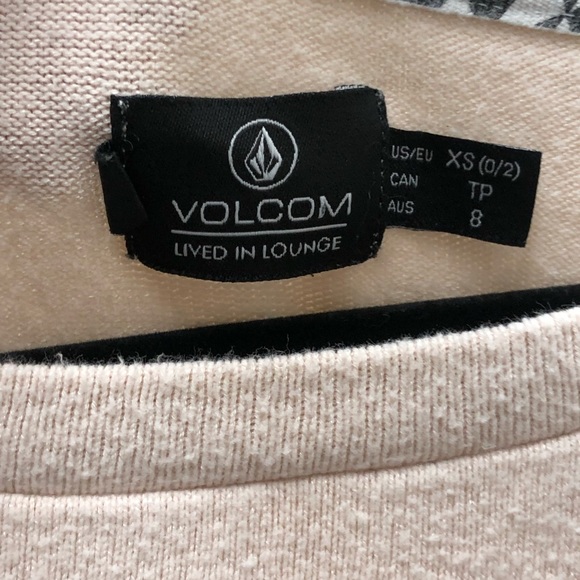 VOLCOM
LIVED IN LOUNGE
US/EU XS (0/2)
CAN TP
AUS 8